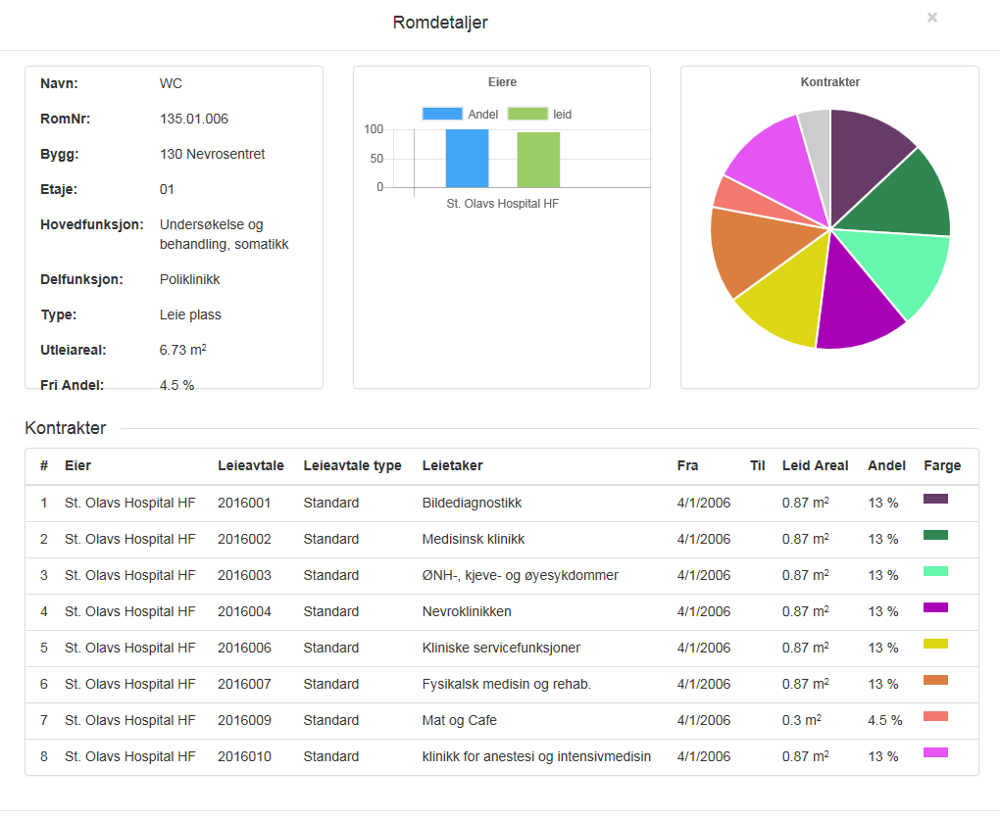 Romdetaljer
×
Navn: WC
RomNr: 135.01.006
Bygg: 130 Nevrosentret
Etaje: 01
Hovedfunksjon: Undersøkelse og
behandling, somatikk
Delfunksjon: Poliklinikk
Type: Leie plass
Utleiareal: 6.73 m²
Fri Andel: 4.5 %
Eiere
Andel leid
100
50
0
St. Olavs Hospital HF
Kontrakter
Kontrakter
# Eier Leieavtale Leieavtale type Leietaker Fra Til Leid Areal Andel Farge
1 St. Olavs Hospital HF 2016001 Standard Bildediagnostikk 4/1/2006 0.87 m² 13 %
2 St. Olavs Hospital HF 2016002 Standard Medisinsk klinikk 4/1/2006 0.87 m² 13 %
3 St. Olavs Hospital HF 2016003 Standard ØNH-, kjeve- og øyesykdommer 4/1/2006 0.87 m² 13 %
4 St. Olavs Hospital HF 2016004 Standard Nevroklinikken 4/1/2006 0.87 m² 13 %
5 St. Olavs Hospital HF 2016006 Standard Kliniske servicefunksjoner 4/1/2006 0.87 m² 13 %
6 St. Olavs Hospital HF 2016007 Standard Fysikalsk medisin og rehab. 4/1/2006 0.87 m² 13 %
7 St. Olavs Hospital HF 2016009 Standard Mat og Cafe 4/1/2006 0.3 m² 4.5 %
8 St. Olavs Hospital HF 2016010 Standard klinikk for anestesi og intensivmedisin 4/1/2006 0.87 m² 13 %